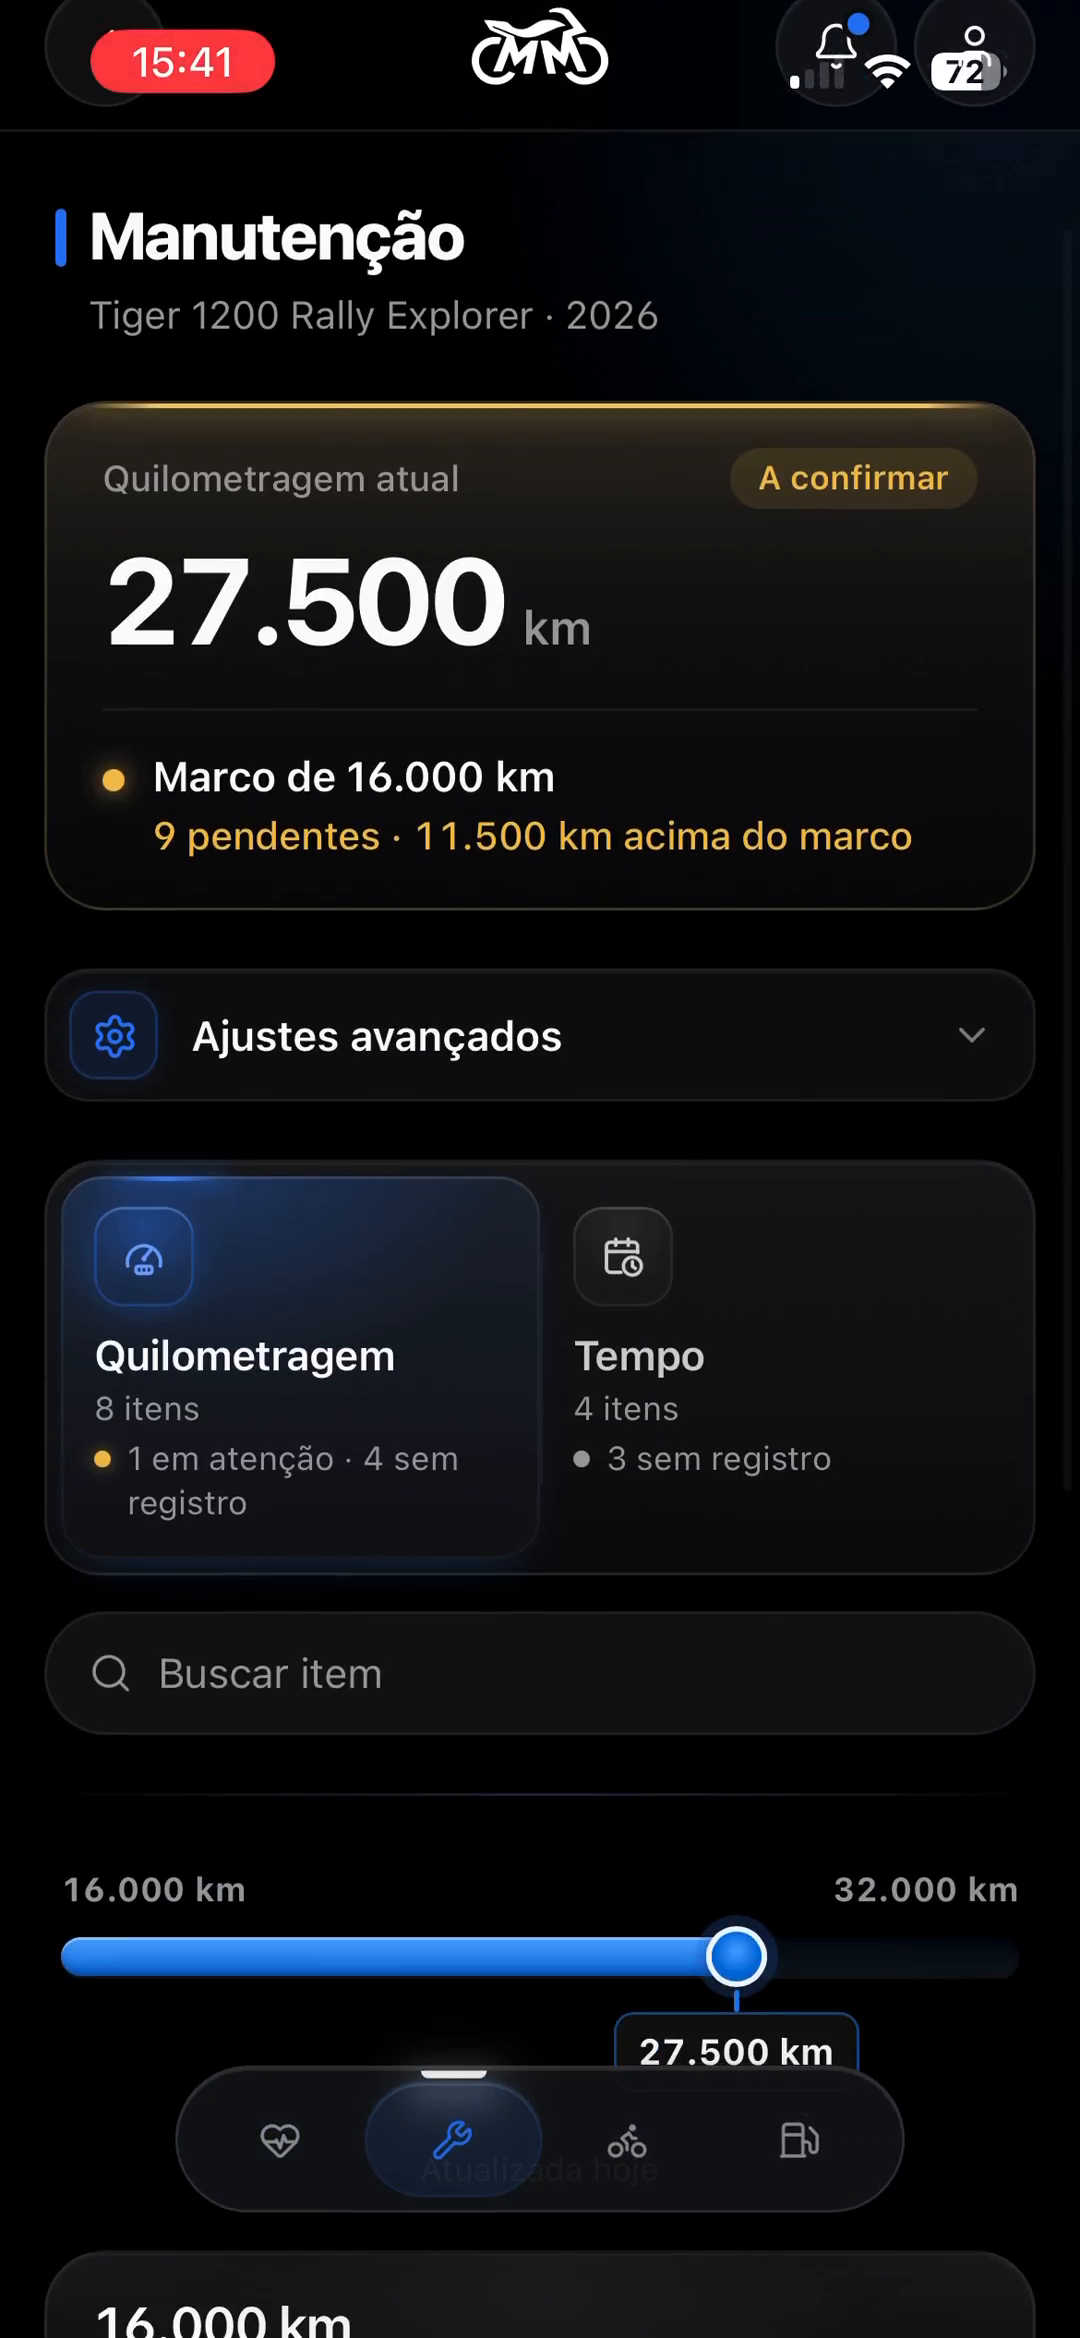 15:41
MM
72
Manutenção
Tiger 1200 Rally Explorer · 2026
Quilometragem atual
A confirmar
27.500 km
Marco de 16.000 km
9 pendentes · 11.500 km acima do marco
Ajustes avançados
Quilometragem
8 itens
1 em atenção · 4 sem
registro
Tempo
4 itens
3 sem registro
Buscar item
16.000 km
32.000 km
27.500 km
Atualizada hoje
16.000 km